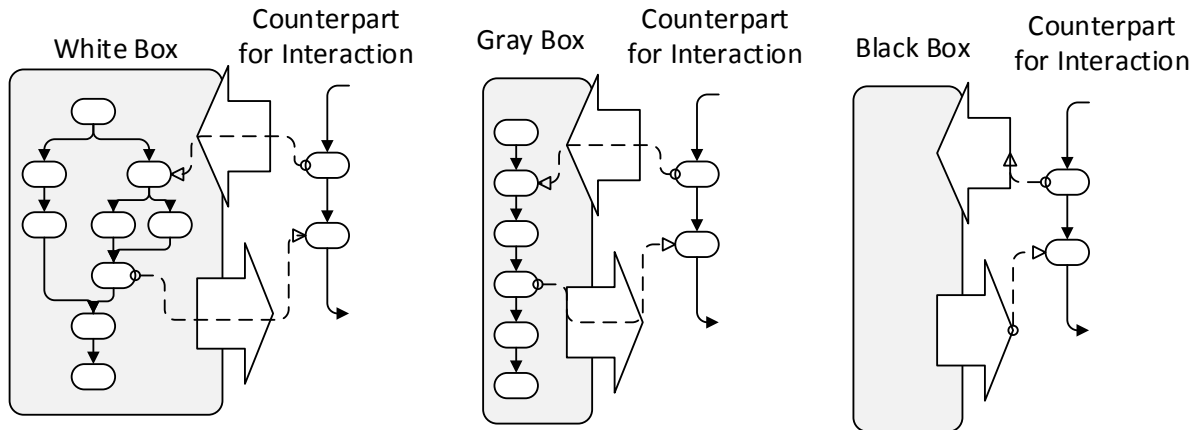 White Box
Counterpart
for Interaction
Gray Box
Counterpart
for Interaction
Black Box
Counterpart
for Interaction